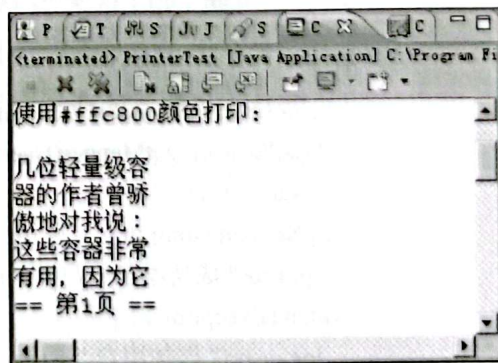 P T S J S C C
<terminated> PrinterTest [Java Application] C:\Program Fi
使用#ffc800颜色打印:
几位轻量级容
器的作者曾骄
傲地对我说:
这些容器非常
有用，因为它
== 第1页 ==